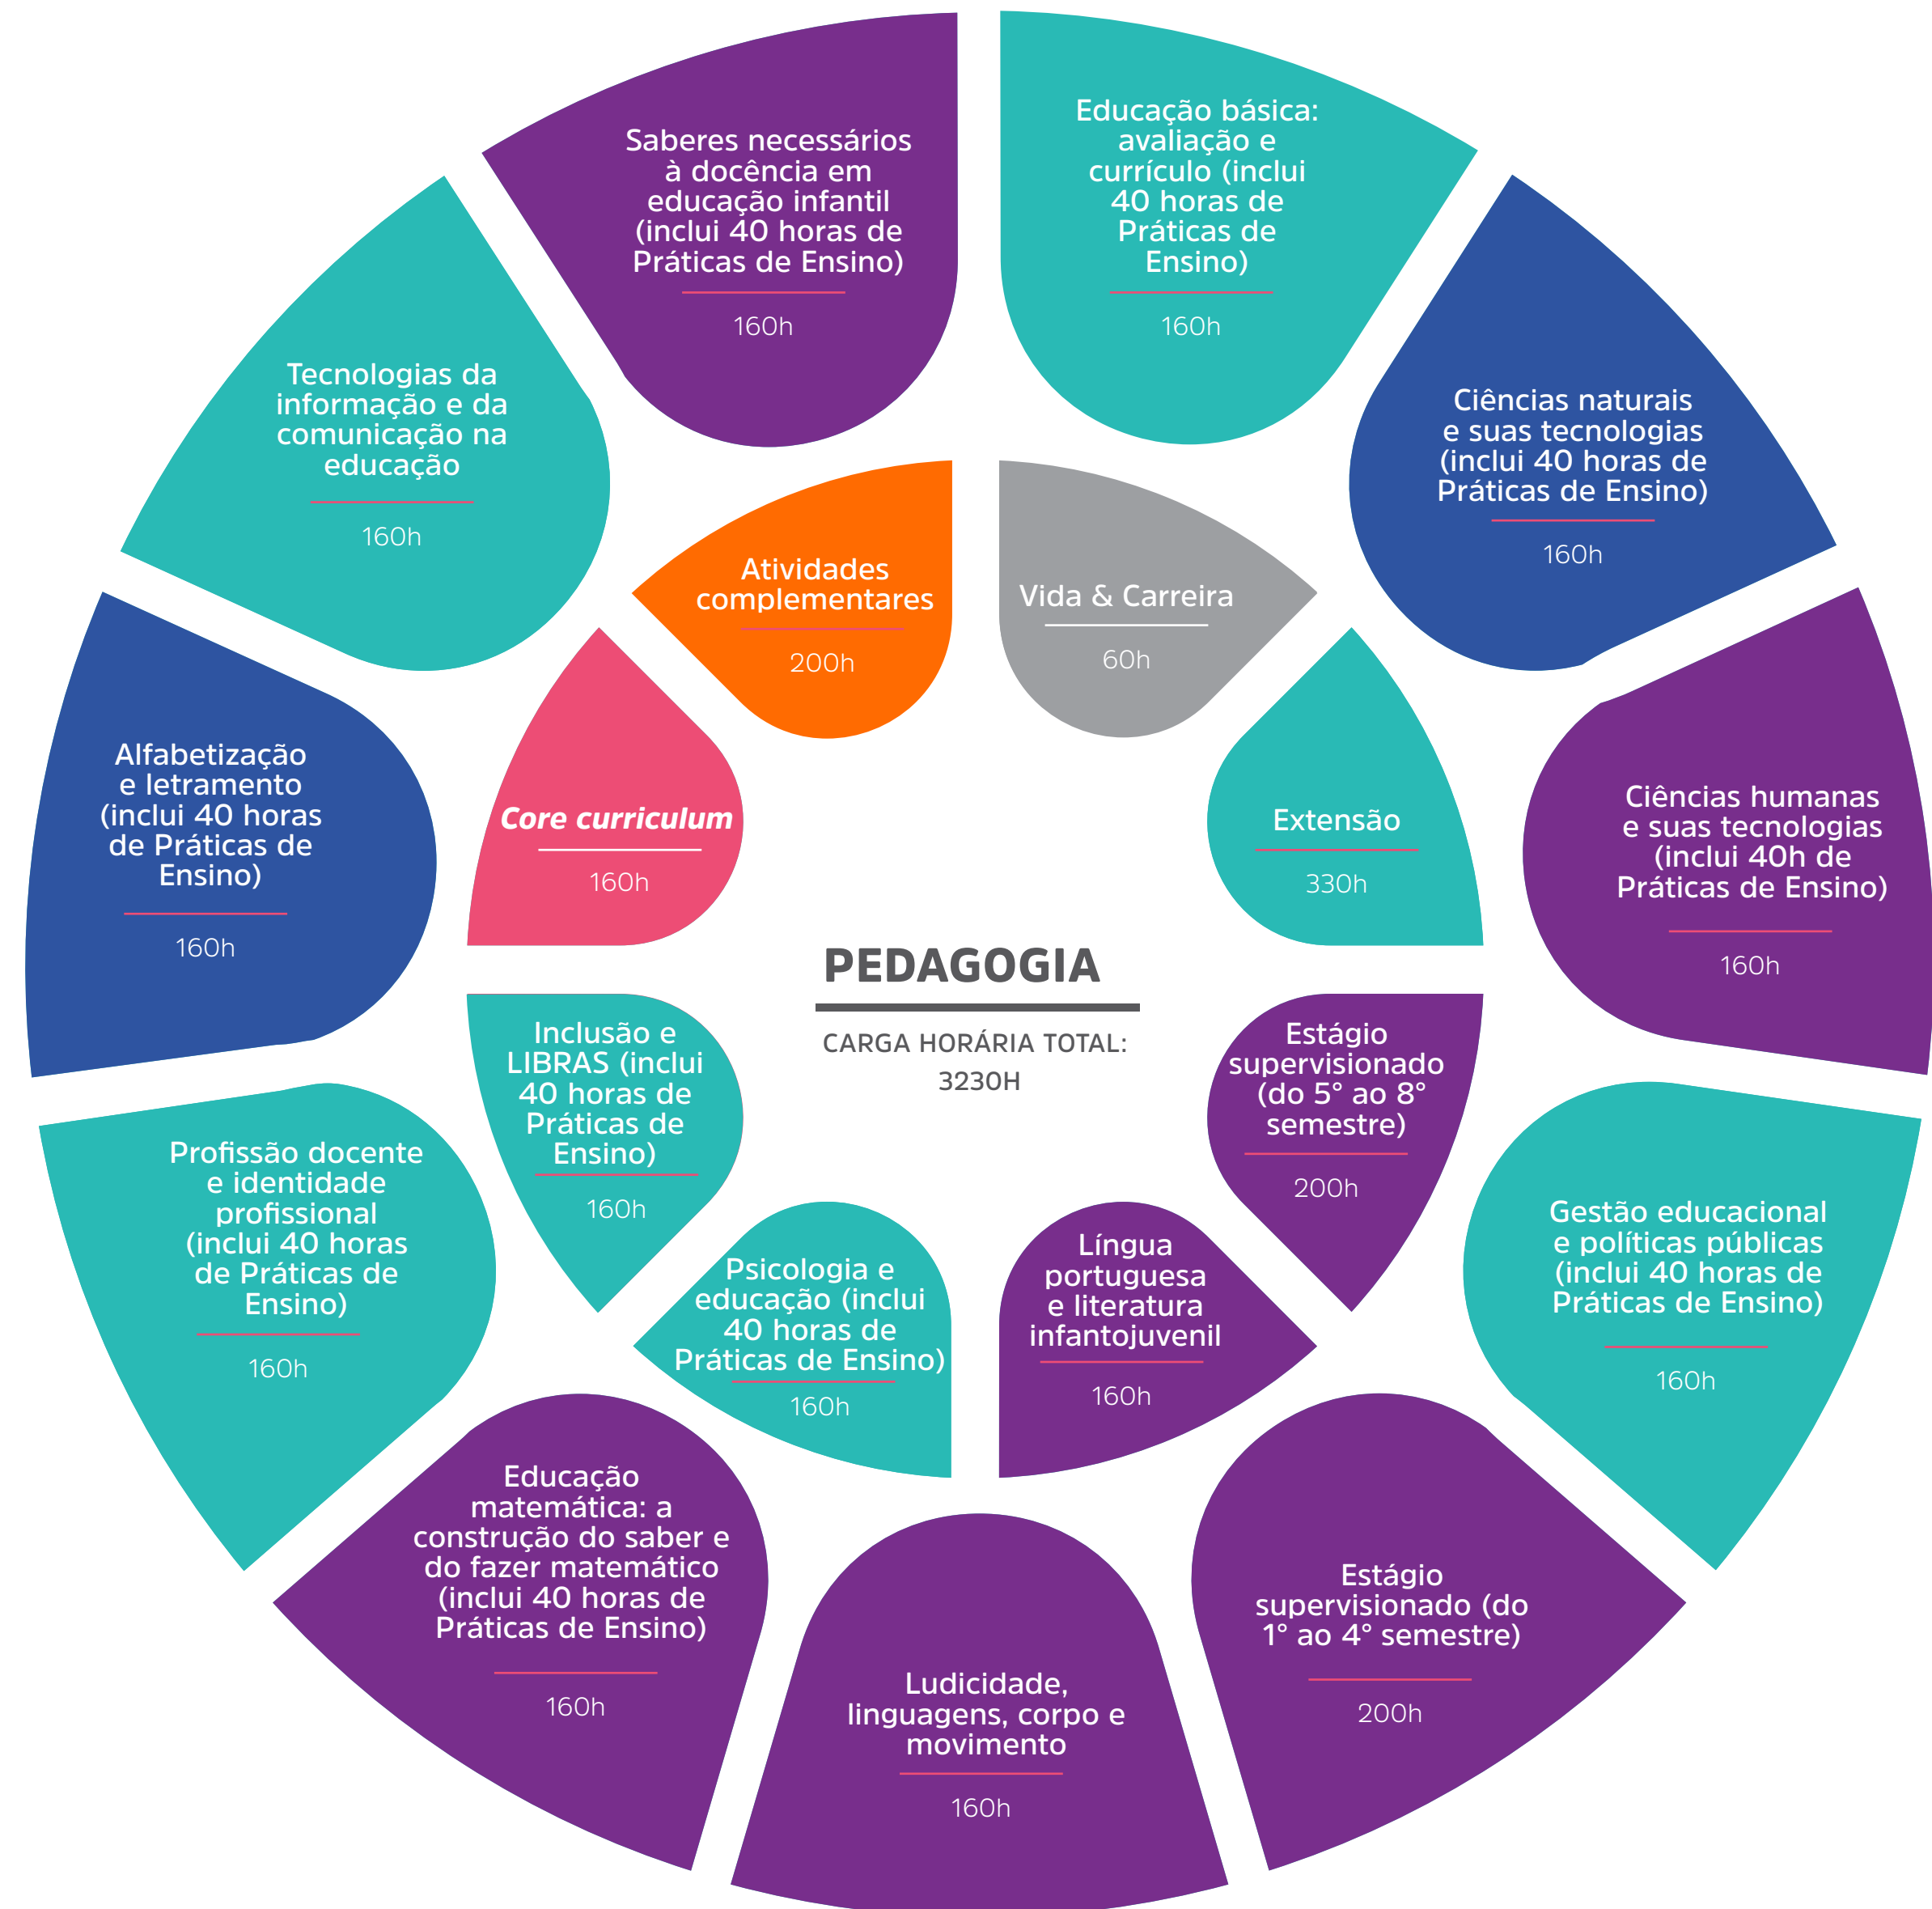 Saberes necessários
à docência em
educação infantil
(inclui 40 horas de
Práticas de Ensino)
160h
Educação básica:
avaliação e
currículo (inclui
40 horas de
Práticas de
Ensino)
160h
Ciências naturais
e suas tecnologias
(inclui 40 horas de
Práticas de Ensino)
160h
Ciências humanas
e suas tecnologias
(inclui 40h de
Práticas de Ensino)
160h
Gestão educacional
e políticas públicas
(inclui 40 horas de
Práticas de Ensino)
160h
Estágio
supervisionado (do
1° ao 4° semestre)
200h
Ludicidade,
linguagens, corpo e
movimento
160h
Educação
matemática: a
construção do saber e
do fazer matemático
(inclui 40 horas de
Práticas de Ensino)
160h
Profissão docente
e identidade
profissional
(inclui 40 horas
de Práticas de
Ensino)
160h
Alfabetização
e letramento
(inclui 40 horas
de Práticas de
Ensino)
160h
Tecnologias da
informação e da
comunicação na
educação
160h
Atividades
complementares
200h
Vida & Carreira
60h
Extensão
330h
Estágio
supervisionado
(do 5° ao 8°
semestre)
200h
Língua
portuguesa
e literatura
infantojuvenil
160h
Psicologia e
educação (inclui
40 horas de
Práticas de Ensino)
160h
Inclusão e
LIBRAS (inclui
40 horas de
Práticas de
Ensino)
160h
Core curriculum
160h
PEDAGOGIA
CARGA HORÁRIA TOTAL:
3230H